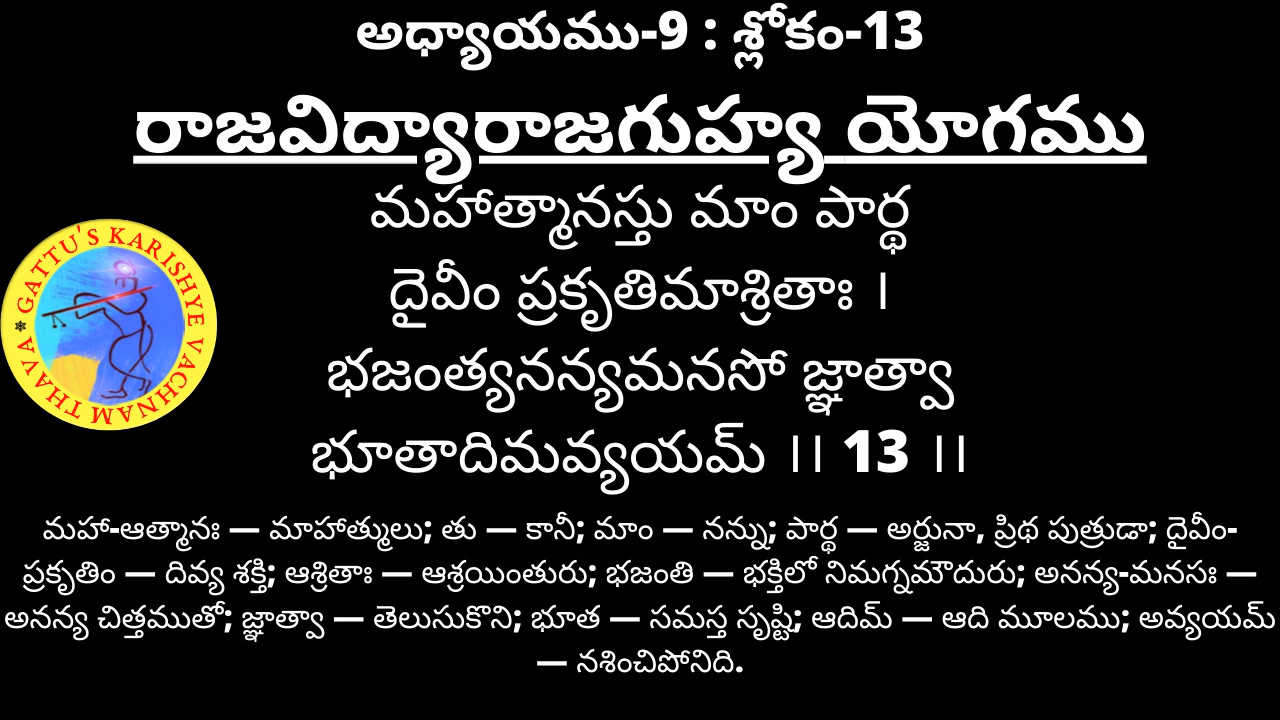 అధ్యాయము-9 : శ్లోకం-13
రాజవిద్యారాజగుహ్య యోగము
మహాత్మానస్తు మాం పార్థ
దైవీం ప్రకృతిమాశ్రితాః ।
భజంత్యనన్యమనసో జ్ఞాత్వా
భూతాదిమవ్యయమ్ ।। 13 ।।
GATTU'S KARISHYE VACHNAM THAVA
మహా-ఆత్మానః — మాహాత్ములు; తు — కానీ; మాం — నన్ను; పార్థ — అర్జునా, ప్రిథ పుత్రుడా; దైవీం-
ప్రకృతిం — దివ్య శక్తి; ఆశ్రితాః — ఆశ్రయింతురు; భజంతి — భక్తిలో నిమగ్నమౌదురు; అనన్య-మనసః —
అనన్య చిత్తముతో; జ్ఞాత్వా — తెలుసుకొని; భూత — సమస్త సృష్టి; ఆదిమ్ — ఆది మూలము; అవ్యయమ్
— నశించిపోనిది.